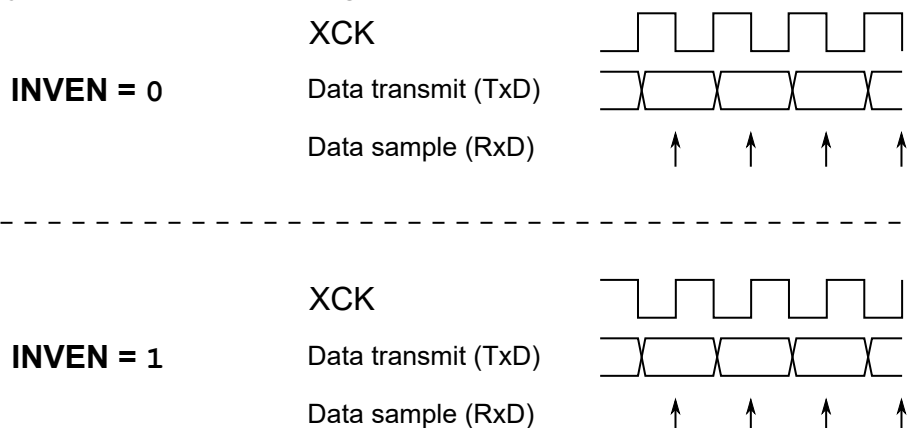 XCK
INVEN = 0
Data transmit (TxD)
Data sample (RxD)
XCK
INVEN = 1
Data transmit (TxD)
Data sample (RxD)